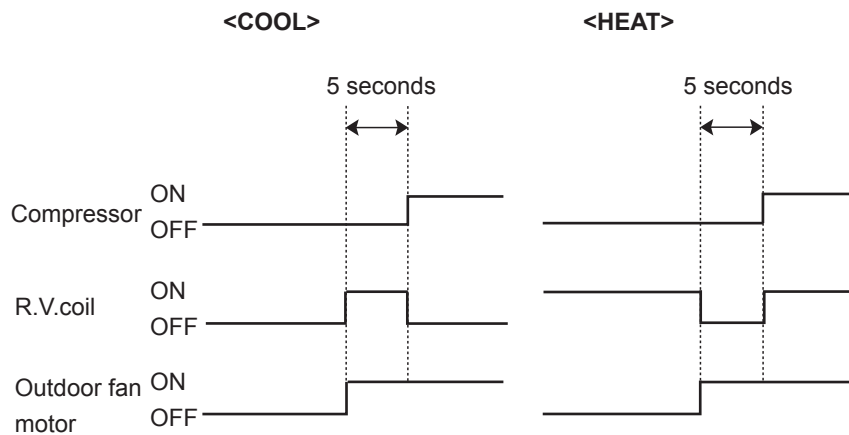 <COOL> <HEAT>
5 seconds 5 seconds
Compressor ON
OFF
R.V.coil ON
OFF
Outdoor fan motor ON
OFF